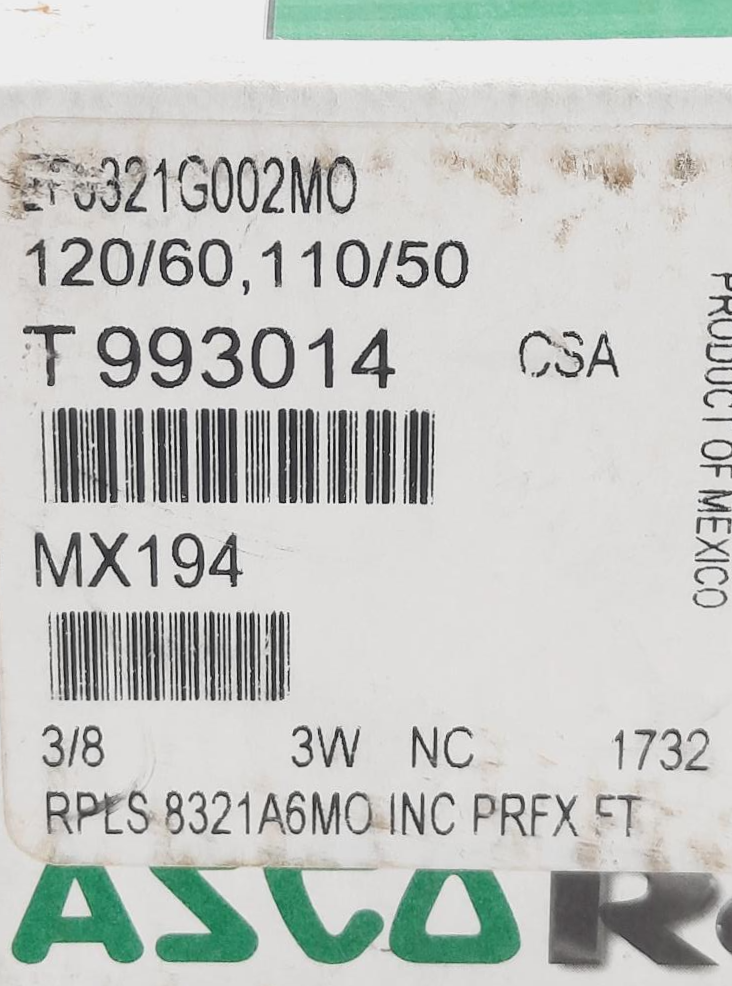 120/60,110/50
T 993014
CSA
PRODUCT OF MEXICO
MX194
3/8 3W NC 1732
RPLS 8321A6MO INC PRFX
ASCO